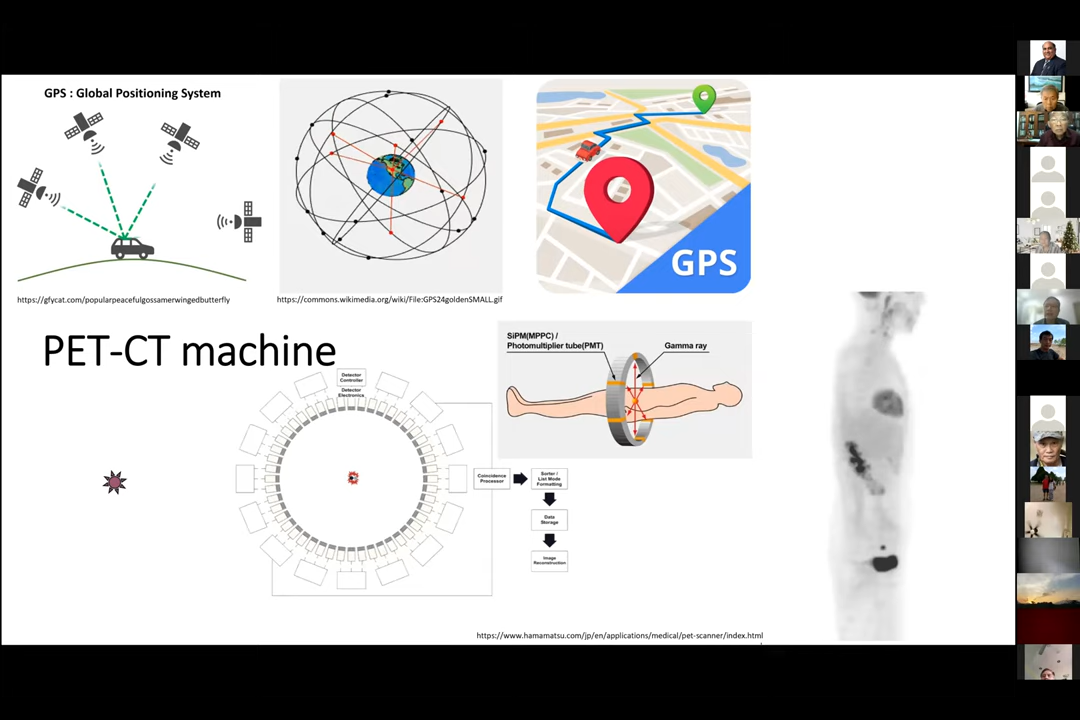 GPS : Global Positioning System
GPS
https://gfycat.com/popularpeacefulgossamerwingedbutterfly
https://commons.wikimedia.org/wiki/File:GPS24goldenSMALL.gif
PET-CT machine
SiPM(MPPC) /
Photomultiplier tube(PMT)
Gamma ray
Detector
Controller
Detector
Electronics
Coincidence
Processor
Sorter /
List Mode
Formatting
Data
Storage
Image
Reconstruction
https://www.hamamatsu.com/jp/en/applications/medical/pet-scanner/index.html